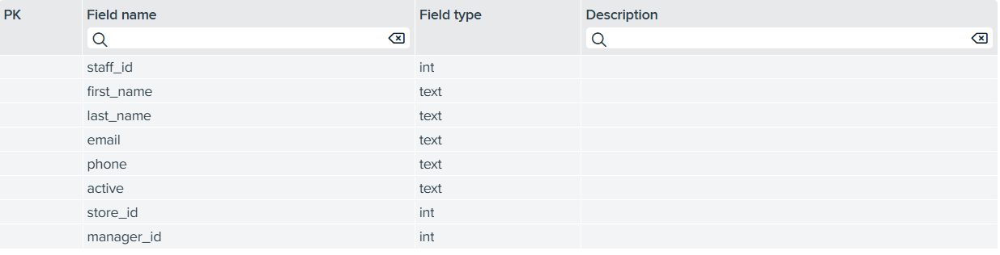 PK Field name Field type Description
staff_id int
first_name text
last_name text
email text
phone text
active text
store_id int
manager_id int